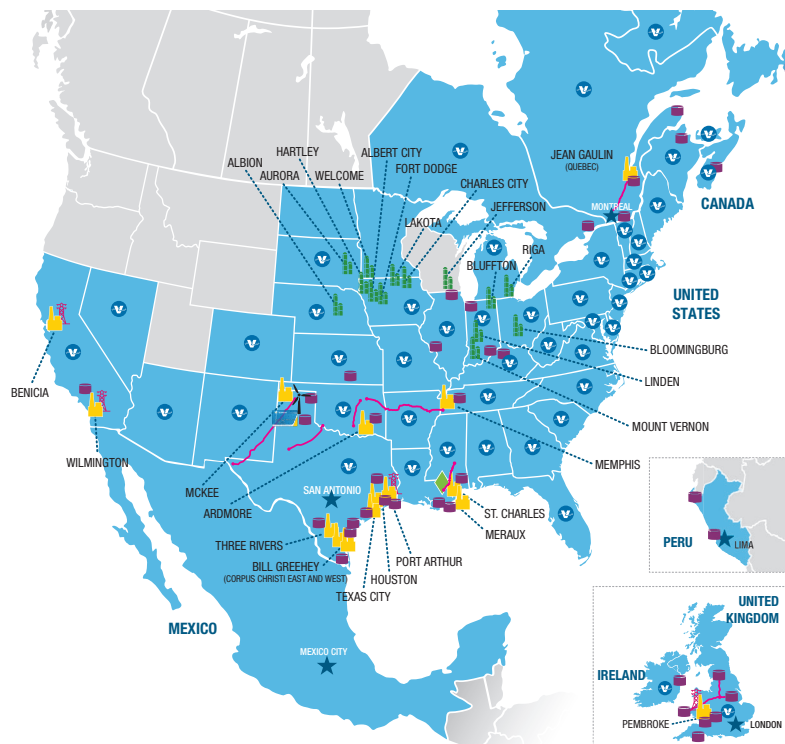 HARTLEY
ALBERT CITY
ALBION
FORT DODGE
AURORA
WELCOME
CHARLES CITY
LAKOTA
JEFFERSON
JEAN GAULIN
(QUEBEC)
MONTREAL
CANADA
RIGA
BLUFFTON
UNITED
STATES
BLOOMINGBURG
LINDEN
MOUNT VERNON
BENICIA
WILMINGTON
MEMPHIS
MCKEE
ARDMORE
SAN ANTONIO
ST. CHARLES
MERAUX
THREE RIVERS
PORT ARTHUR
BILL GREEHEY
(CORPUS CHRISTI EAST AND WEST)
HOUSTON
TEXAS CITY
MEXICO
MEXICO CITY
PERU
LIMA
UNITED
KINGDOM
IRELAND
PEMBROKE
LONDON